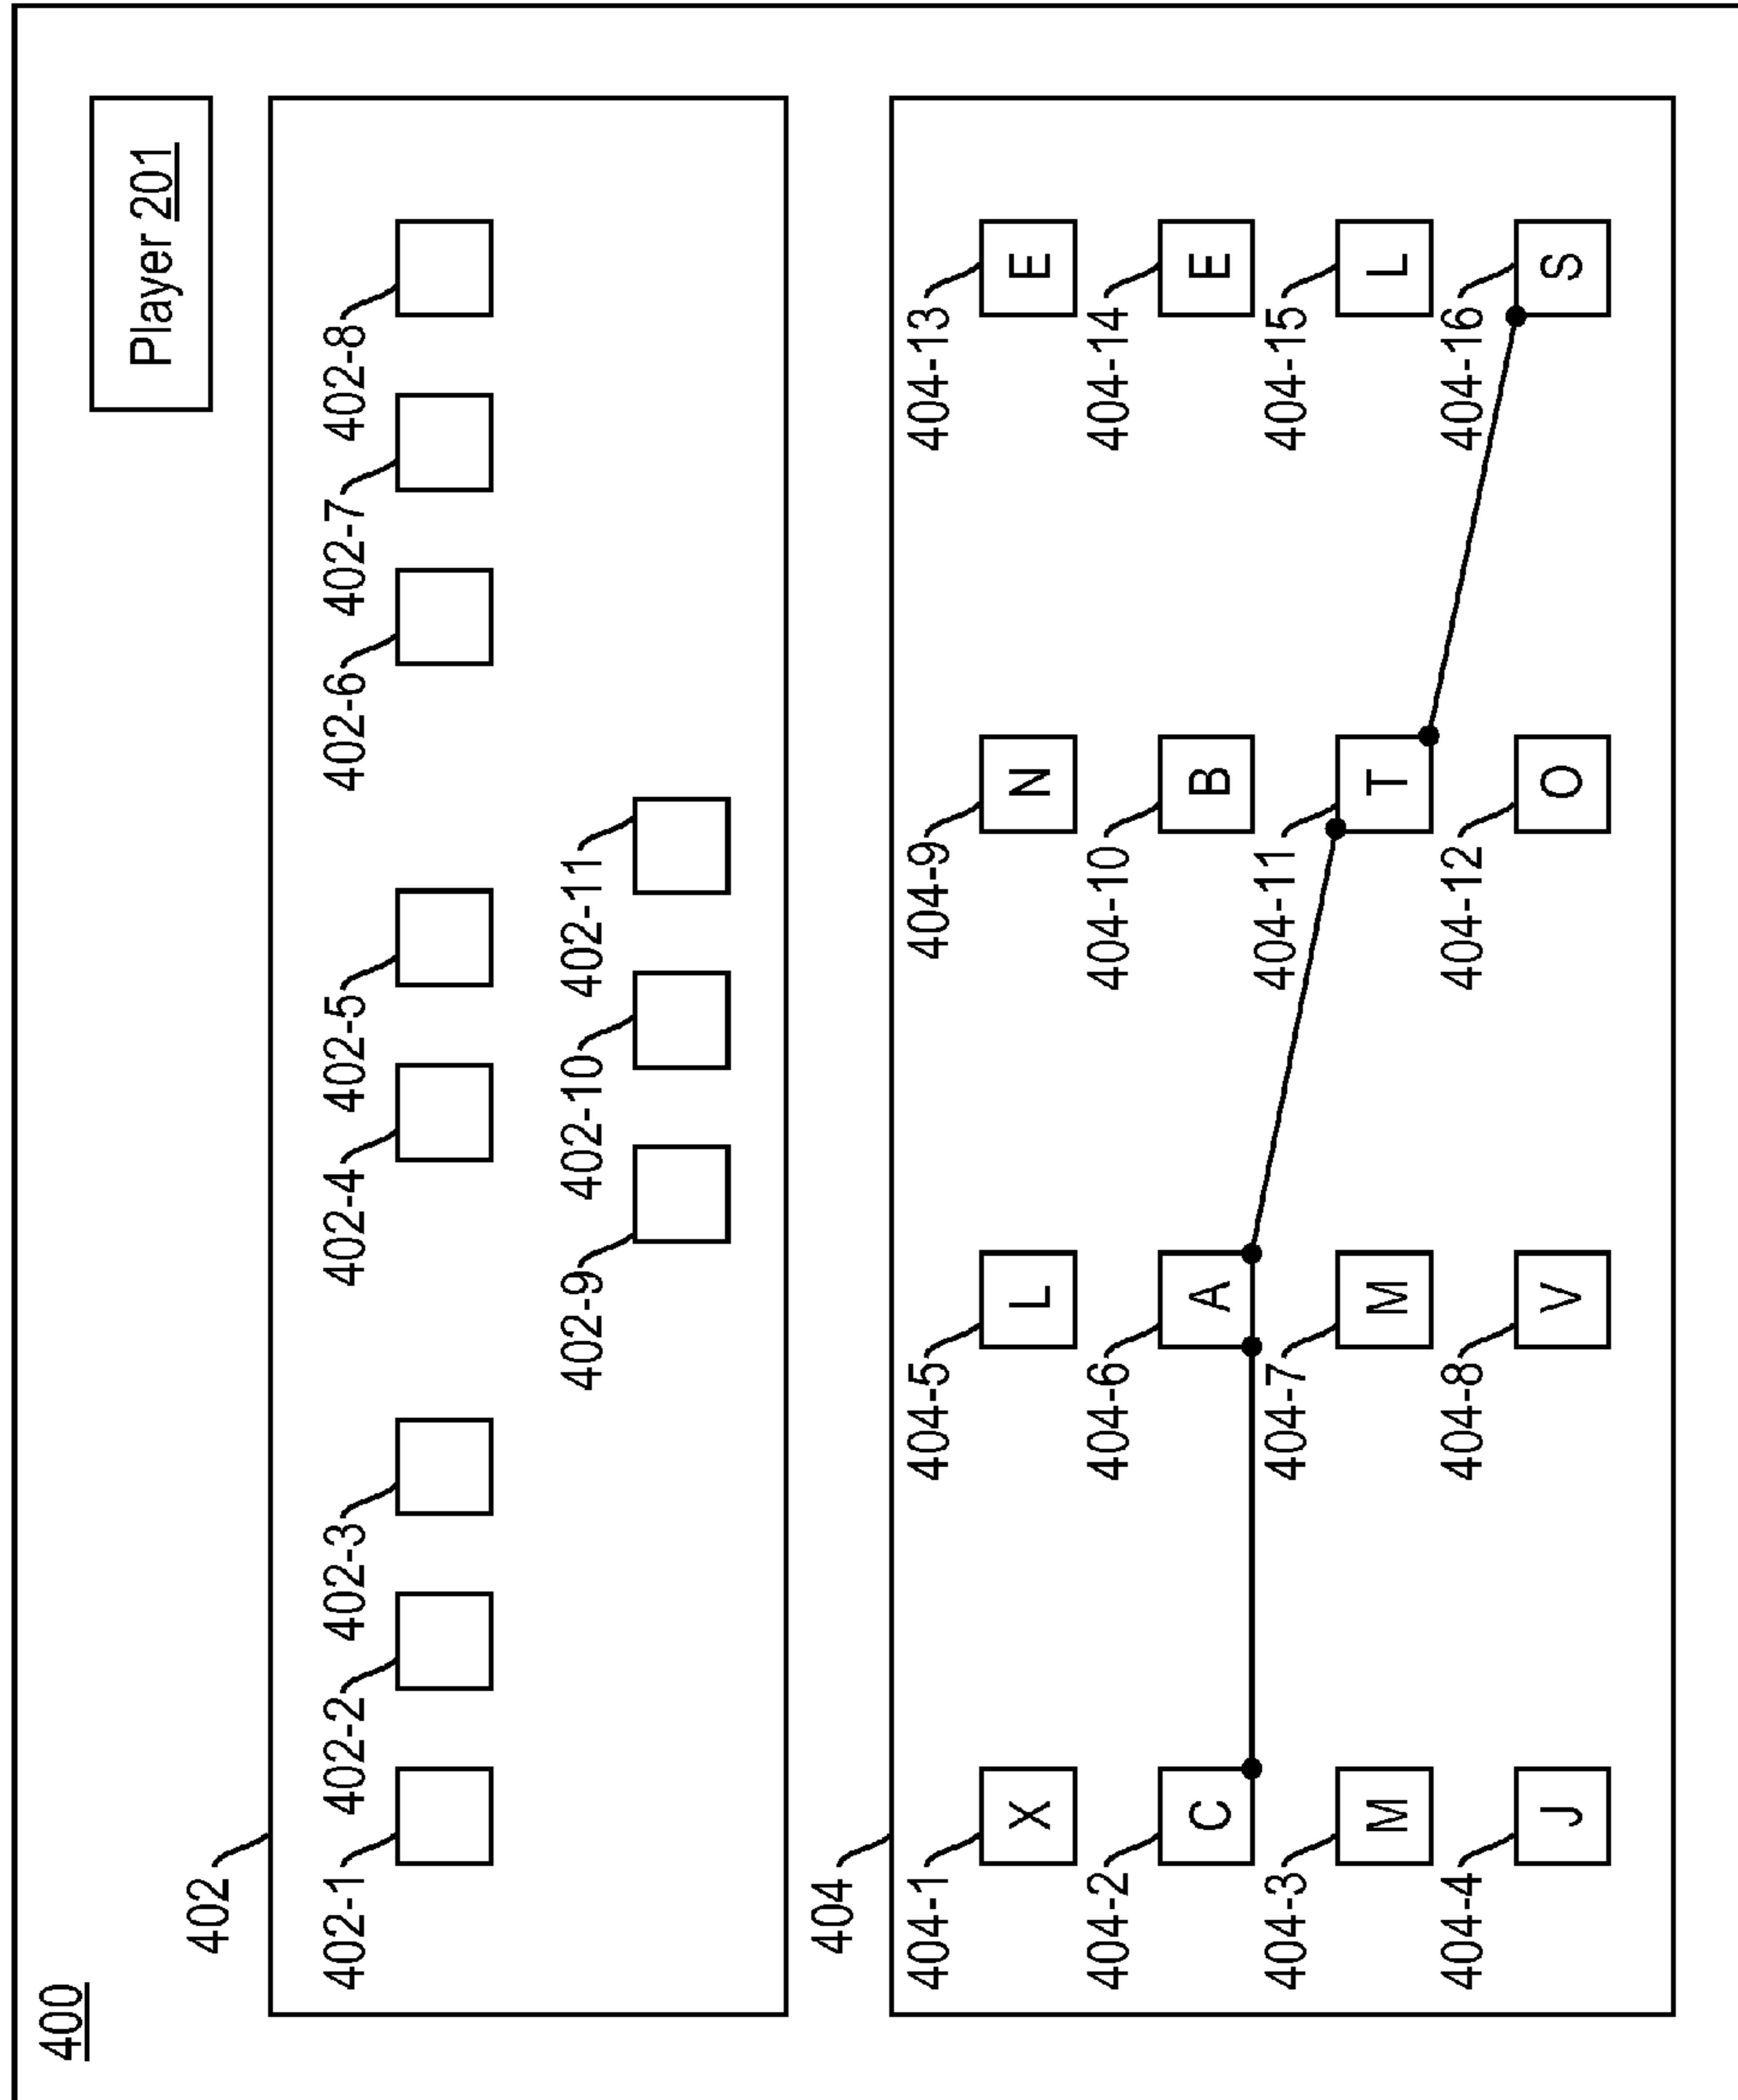 400
Player 201
402
402-1 402-2 402-3 402-4 402-5 402-6 402-7 402-8
402-9 402-10 402-11
404
404-1 404-5 404-9 404-13
X L N E
404-2 404-6 404-10 404-14
C A B E
404-3 404-7 404-11 404-15
M M T L
404-4 404-8 404-12 404-16
J V O S